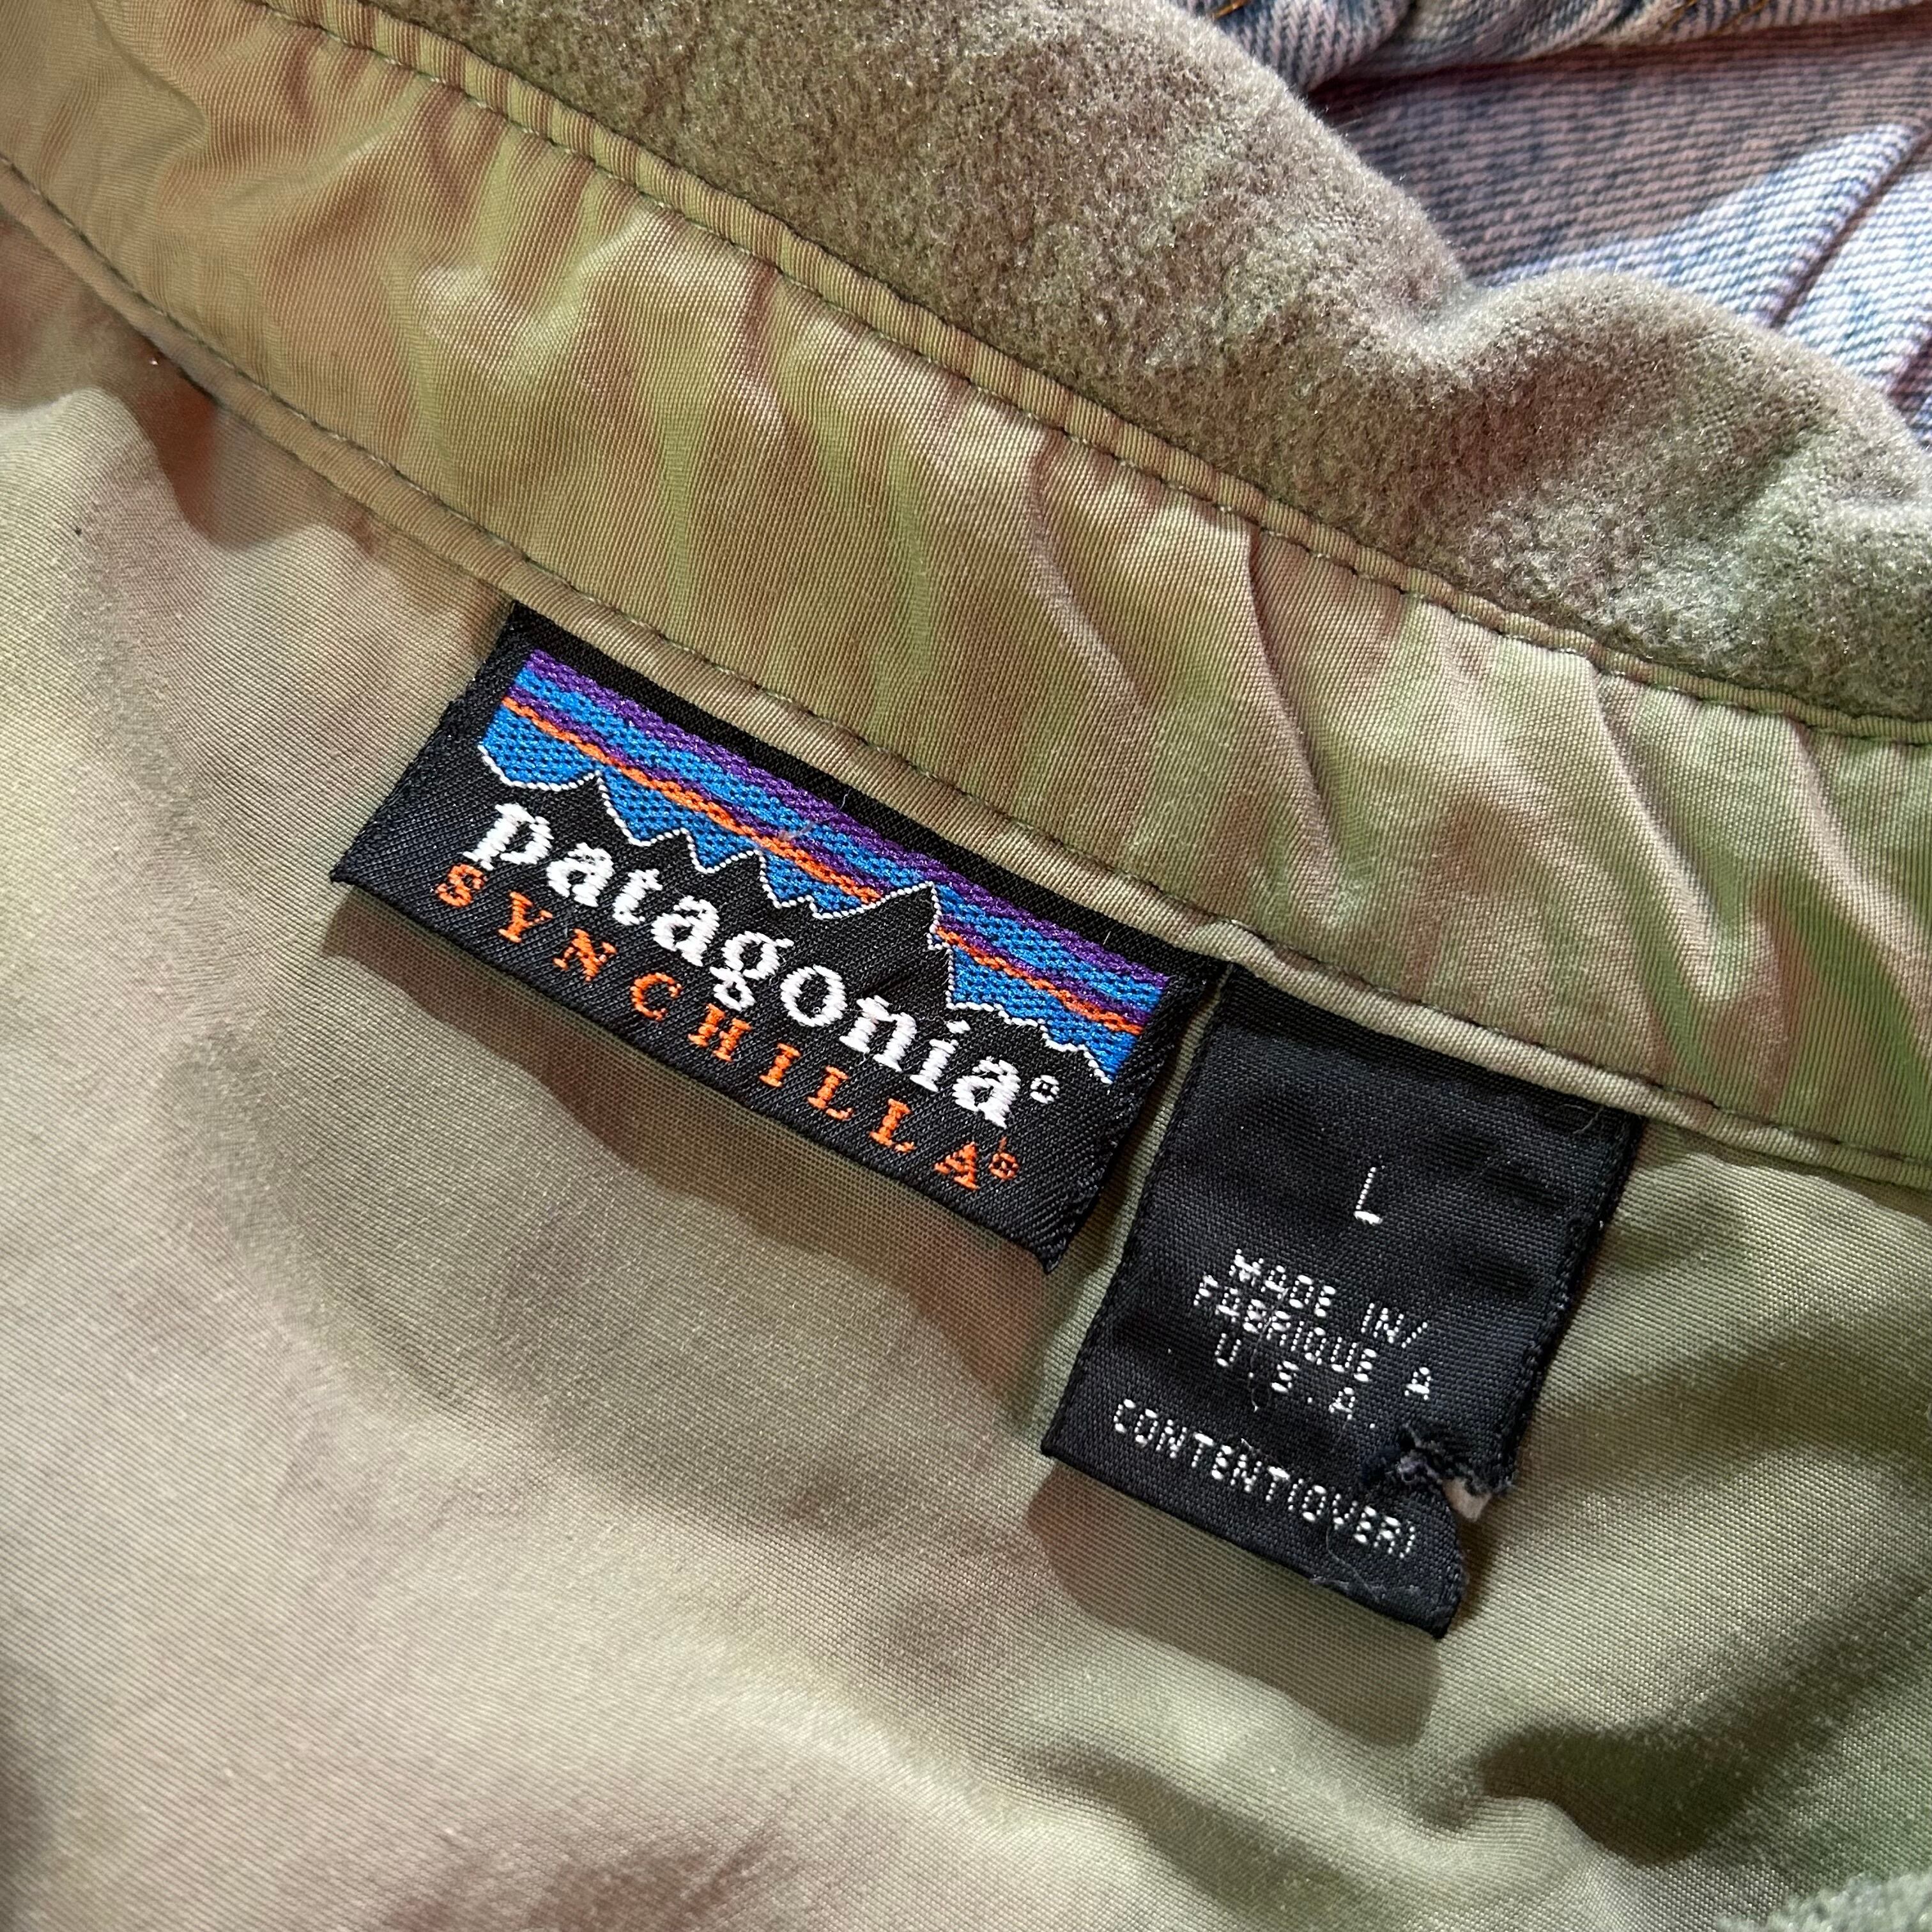 patagonia®
SYNCHILLA®
L
MADE IN/
FABRIQUE A
U.S.A.
CONTENT(OVER)